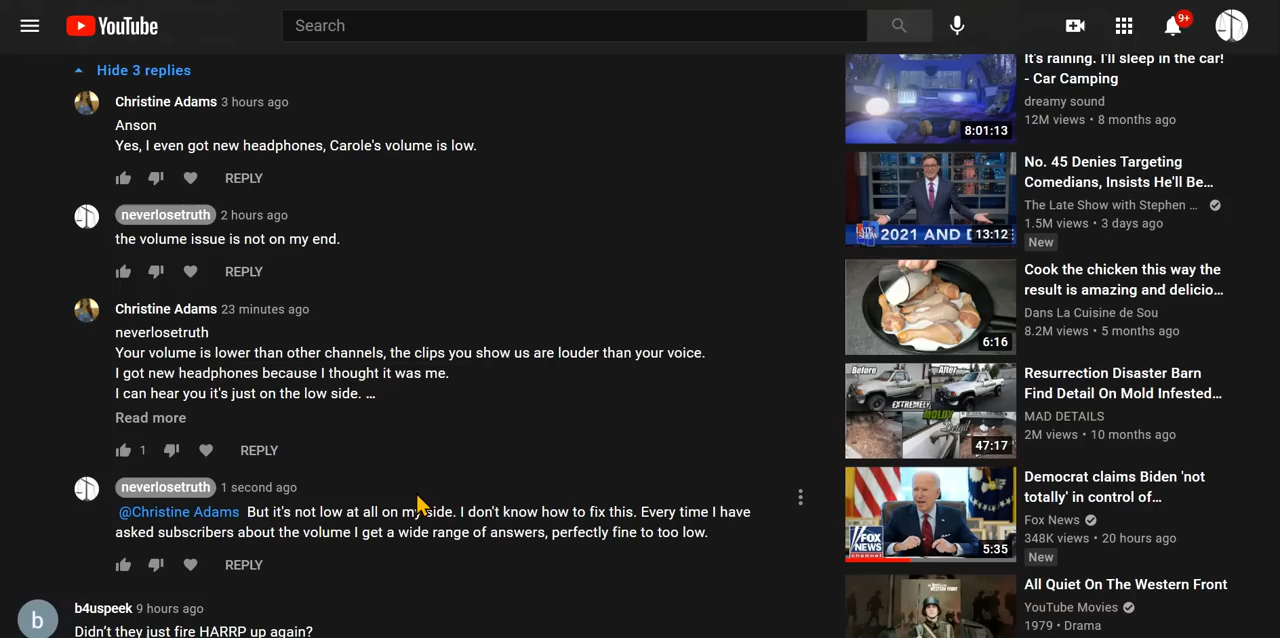 YouTube
Search
9+
Hide 3 replies
Christine Adams 3 hours ago
Anson
Yes, I even got new headphones, Carole's volume is low.
REPLY
neverlosetruth 2 hours ago
the volume issue is not on my end.
REPLY
Christine Adams 23 minutes ago
neverlosetruth
Your volume is lower than other channels, the clips you show us are louder than your voice.
I got new headphones because I thought it was me.
I can hear you it's just on the low side. ...
Read more
1
REPLY
neverlosetruth 1 second ago
@Christine Adams But it's not low at all on my side. I don't know how to fix this. Every time I have
asked subscribers about the volume I get a wide range of answers, perfectly fine to too low.
REPLY
b
b4uspeek 9 hours ago
Didn't they just fire HARRP up again?
It's raining. I'll sleep in the car!
- Car Camping
dreamy sound
12M views • 8 months ago
8:01:13
No. 45 Denies Targeting
Comedians, Insists He'll Be...
The Late Show with Stephen ...
1.5M views • 3 days ago
New
LATE SHOW
2021 AND D
13:12
Cook the chicken this way the
result is amazing and delicio...
Dans La Cuisine de Sou
8.2M views • 5 months ago
6:16
Resurrection Disaster Barn
Find Detail On Mold Infested...
MAD DETAILS
2M views • 10 months ago
Before
After
EXTREMELY
MOLDY
Detail
47:17
Democrat claims Biden 'not
totally' in control of...
Fox News
348K views • 20 hours ago
New
FOX
NEWS
channel
5:35
All Quiet On The Western Front
YouTube Movies
1979 • Drama